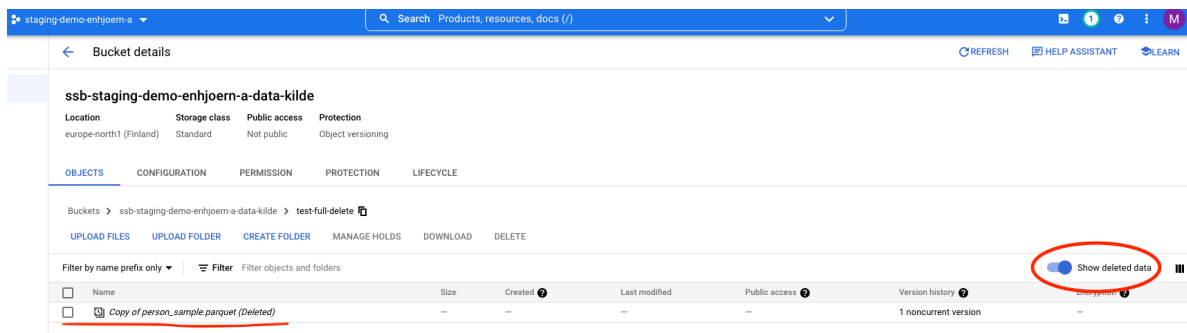 staging-demo-enhjoern-a
Search Products, resources, docs (/)
1
M
Bucket details
REFRESH
HELP ASSISTANT
LEARN
ssb-staging-demo-enhjoern-a-data-kilde
Location Storage class Public access Protection
europe-north1 (Finland) Standard Not public Object versioning
OBJECTS CONFIGURATION PERMISSION PROTECTION LIFECYCLE
Buckets > ssb-staging-demo-enhjoern-a-data-kilde > test-full-delete
UPLOAD FILES UPLOAD FOLDER CREATE FOLDER MANAGE HOLDS DOWNLOAD DELETE
Filter by name prefix only Filter Filter objects and folders Show deleted data
Name Size Created Last modified Public access Version history Encryption
Copy of person_sample.parquet (Deleted) — — — — 1 noncurrent version —